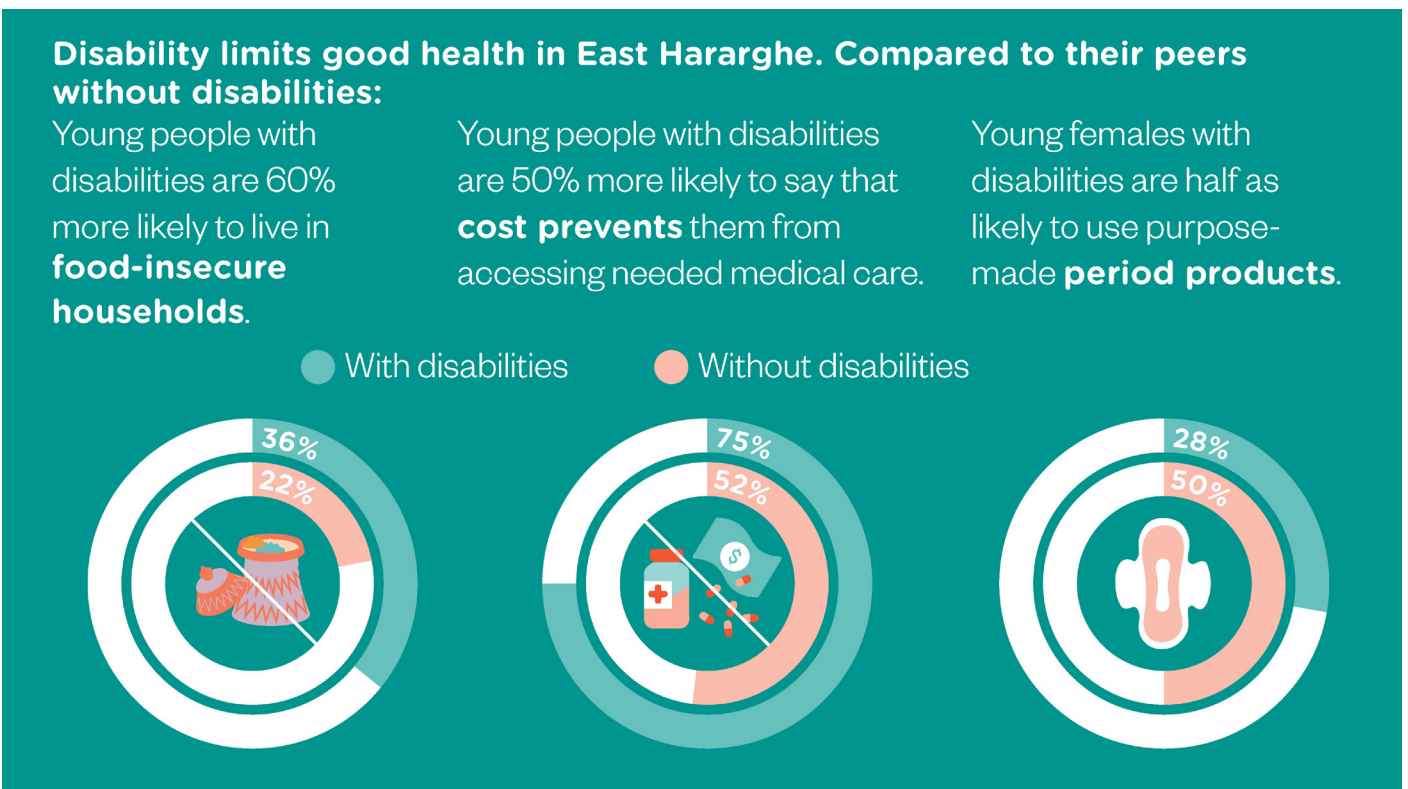 Disability limits good health in East Hararghe. Compared to their peers
without disabilities:
Young people with
disabilities are 60%
more likely to live in
food-insecure
households.
Young people with disabilities
are 50% more likely to say that
cost prevents them from
accessing needed medical care.
Young females with
disabilities are half as
likely to use purpose-
made period products.
With disabilities
Without disabilities
36%
22%
75%
52%
$
28%
50%